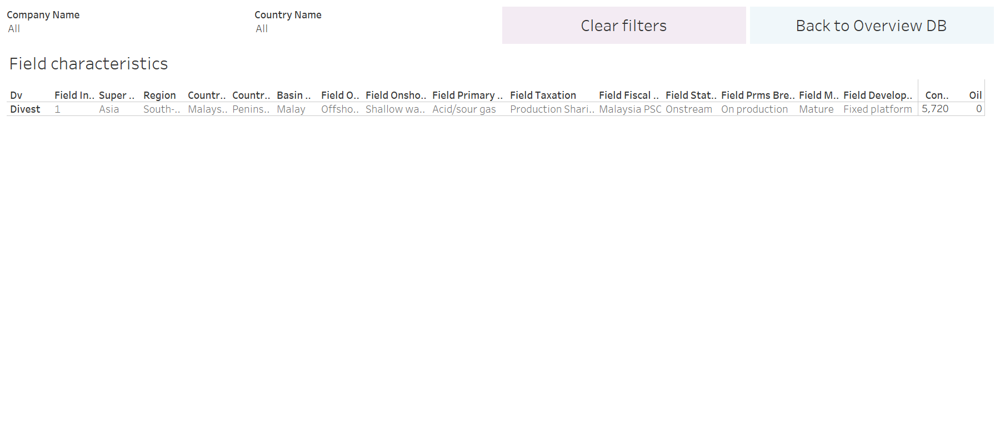 Company Name Country Name
All All
Clear filters Back to Overview DB
Field characteristics
Dv Field In.. Super .. Region Countr.. Countr.. Basin .. Field O.. Field Onsho.. Field Primary .. Field Taxation Field Fiscal .. Field Stat.. Field Prms Bre.. Field M.. Field Develop.. Con.. Oil
Divest 1 Asia South-.. Malays.. Penins.. Malay Offsho.. Shallow wa.. Acid/sour gas Production Shari.. Malaysia PSC Onstream On production Mature Fixed platform 5,720 0